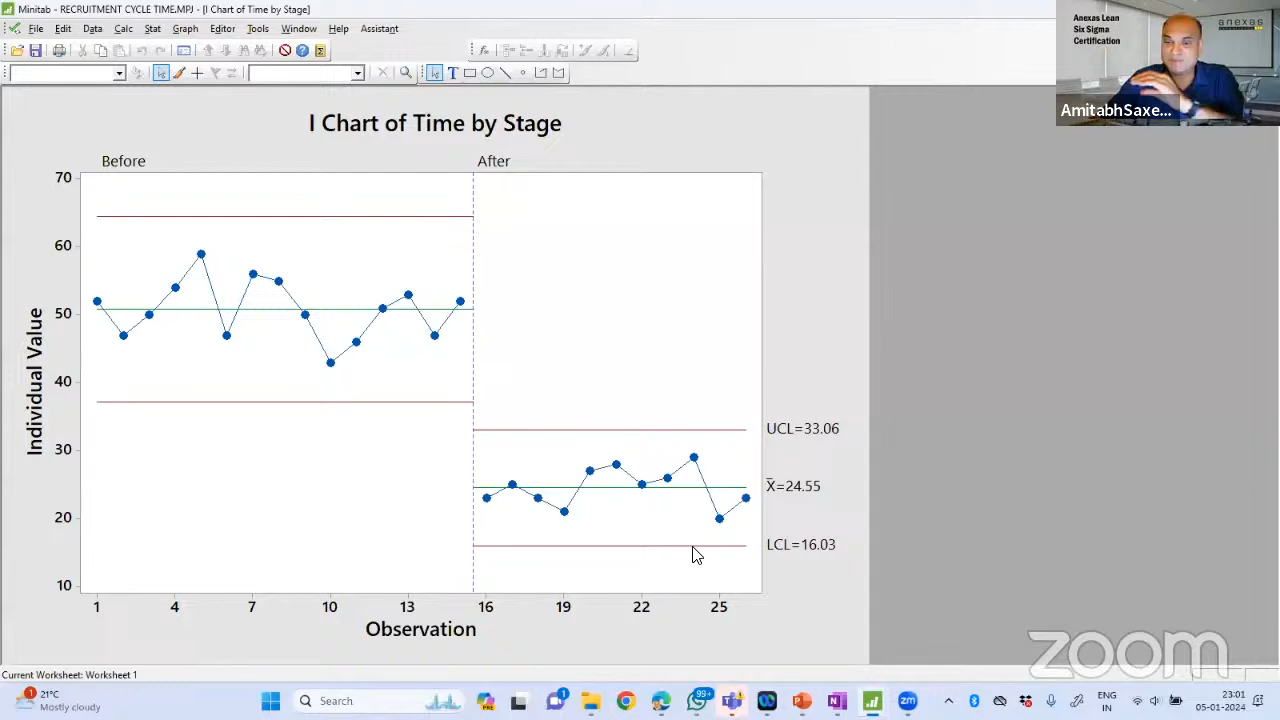 Minitab - RECRUITMENT CYCLE TIME.MPJ - [I Chart of Time by Stage]
File Edit Data Calc Stat Graph Editor Tools Window Help Assistant
Anexas Lean
Six Sigma
Certification
anexas
AmitabhSaxe...
I Chart of Time by Stage
Before After
70
60
50
40
30
20
10
Individual Value
UCL=33.06
X̄=24.55
LCL=16.03
1 4 7 10 13 16 19 22 25
Observation
zoom
Current Worksheet: Worksheet 1
1
21°C
Mostly cloudy
Search
1
99+
ENG
IN
23:01
05-01-2024